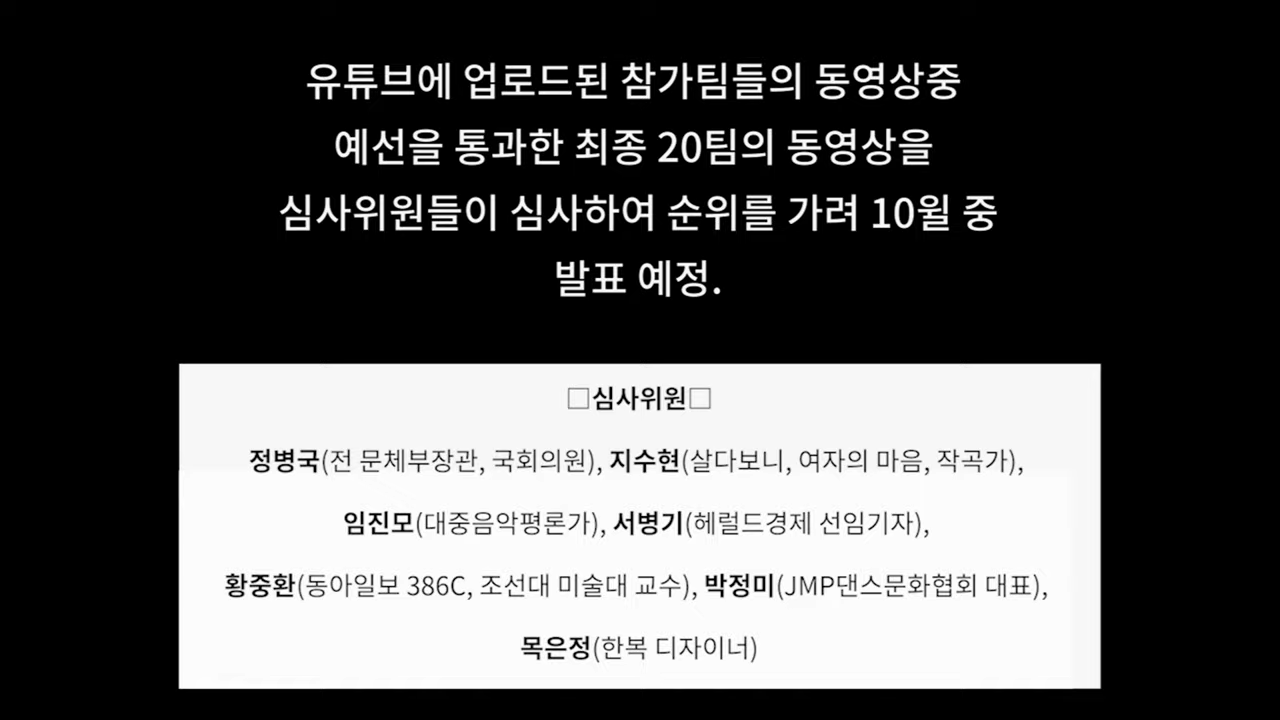 유튜브에 업로드된 참가팀들의 동영상중
예선을 통과한 최종 20팀의 동영상을
심사위원들이 심사하여 순위를 가려 10월 중
발표 예정.
□심사위원□
정병국(전 문체부장관, 국회의원), 지수현(살다보니, 여자의 마음, 작곡가),
임진모(대중음악평론가), 서병기(헤럴드경제 선임기자),
황중환(동아일보 386C, 조선대 미술대 교수), 박정미(JMP댄스문화협회 대표),
목은정(한복 디자이너)